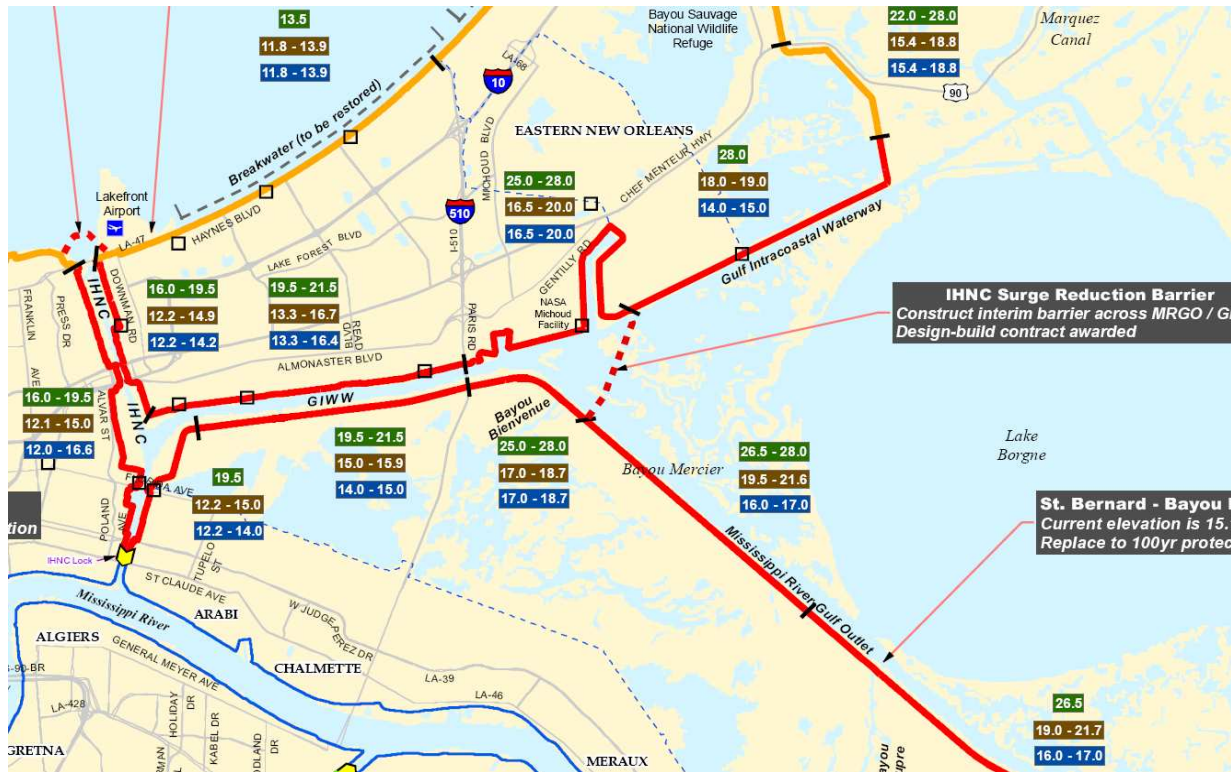 13.5
11.8 - 13.9
11.8 - 13.9
Bayou Sauvage
National Wildlife
Refuge
22.0 - 28.0
15.4 - 18.8
15.4 - 18.8
Marquez
Canal
90
LA-68
10
MICHOUD BLVD
EASTERN NEW ORLEANS
Breakwater (to be restored)
CHEF MENTEUR HWY
28.0
18.0 - 19.0
14.0 - 15.0
25.0 - 28.0
16.5 - 20.0
16.5 - 20.0
Lakefront
Airport
LA-47
HAYNES BLVD
LAKE FOREST BLVD
510
I-510
GENTILLY RD
Gulf Intracoastal Waterway
IHNC
DOWNMAN RD
FRANKLIN
AVE
PRESS DR
16.0 - 19.5
12.2 - 14.9
12.2 - 14.2
19.5 - 21.5
13.3 - 16.7
13.3 - 16.4
READ
BLVD
PARIS RD
NASA
Michoud
Facility
IHNC Surge Reduction Barrier
Construct interim barrier across MRGO / GI
Design-build contract awarded
ALMONASTER BLVD
GIWW
IHNC
ALVAR ST
16.0 - 19.5
12.1 - 15.0
12.0 - 16.6
Bayou
Bienvenue
19.5 - 21.5
15.0 - 15.9
14.0 - 15.0
25.0 - 28.0
17.0 - 18.7
17.0 - 18.7
Bayou Mercier
26.5 - 28.0
19.5 - 21.6
16.0 - 17.0
Lake
Borgne
19.5
12.2 - 15.0
12.2 - 14.0
AVE
POLAND
AVE
tion
IHNC Lock
TUPELO
ST
ST CLAUDE AVE
St. Bernard - Bayou
Current elevation is 15.
Replace to 100yr protec
Mississippi River Gulf Outlet
Mississippi River
ARABI
W JUDGE
PEREZ DR
ALGIERS
GENERAL MEYER AVE
CHALMETTE
LA-39
LA-46
-90-BR
LA-428
HOLIDAY
DR
KABEL DR
DR
GRETNA
MERAUX
26.5
19.0 - 21.7
16.0 - 17.0